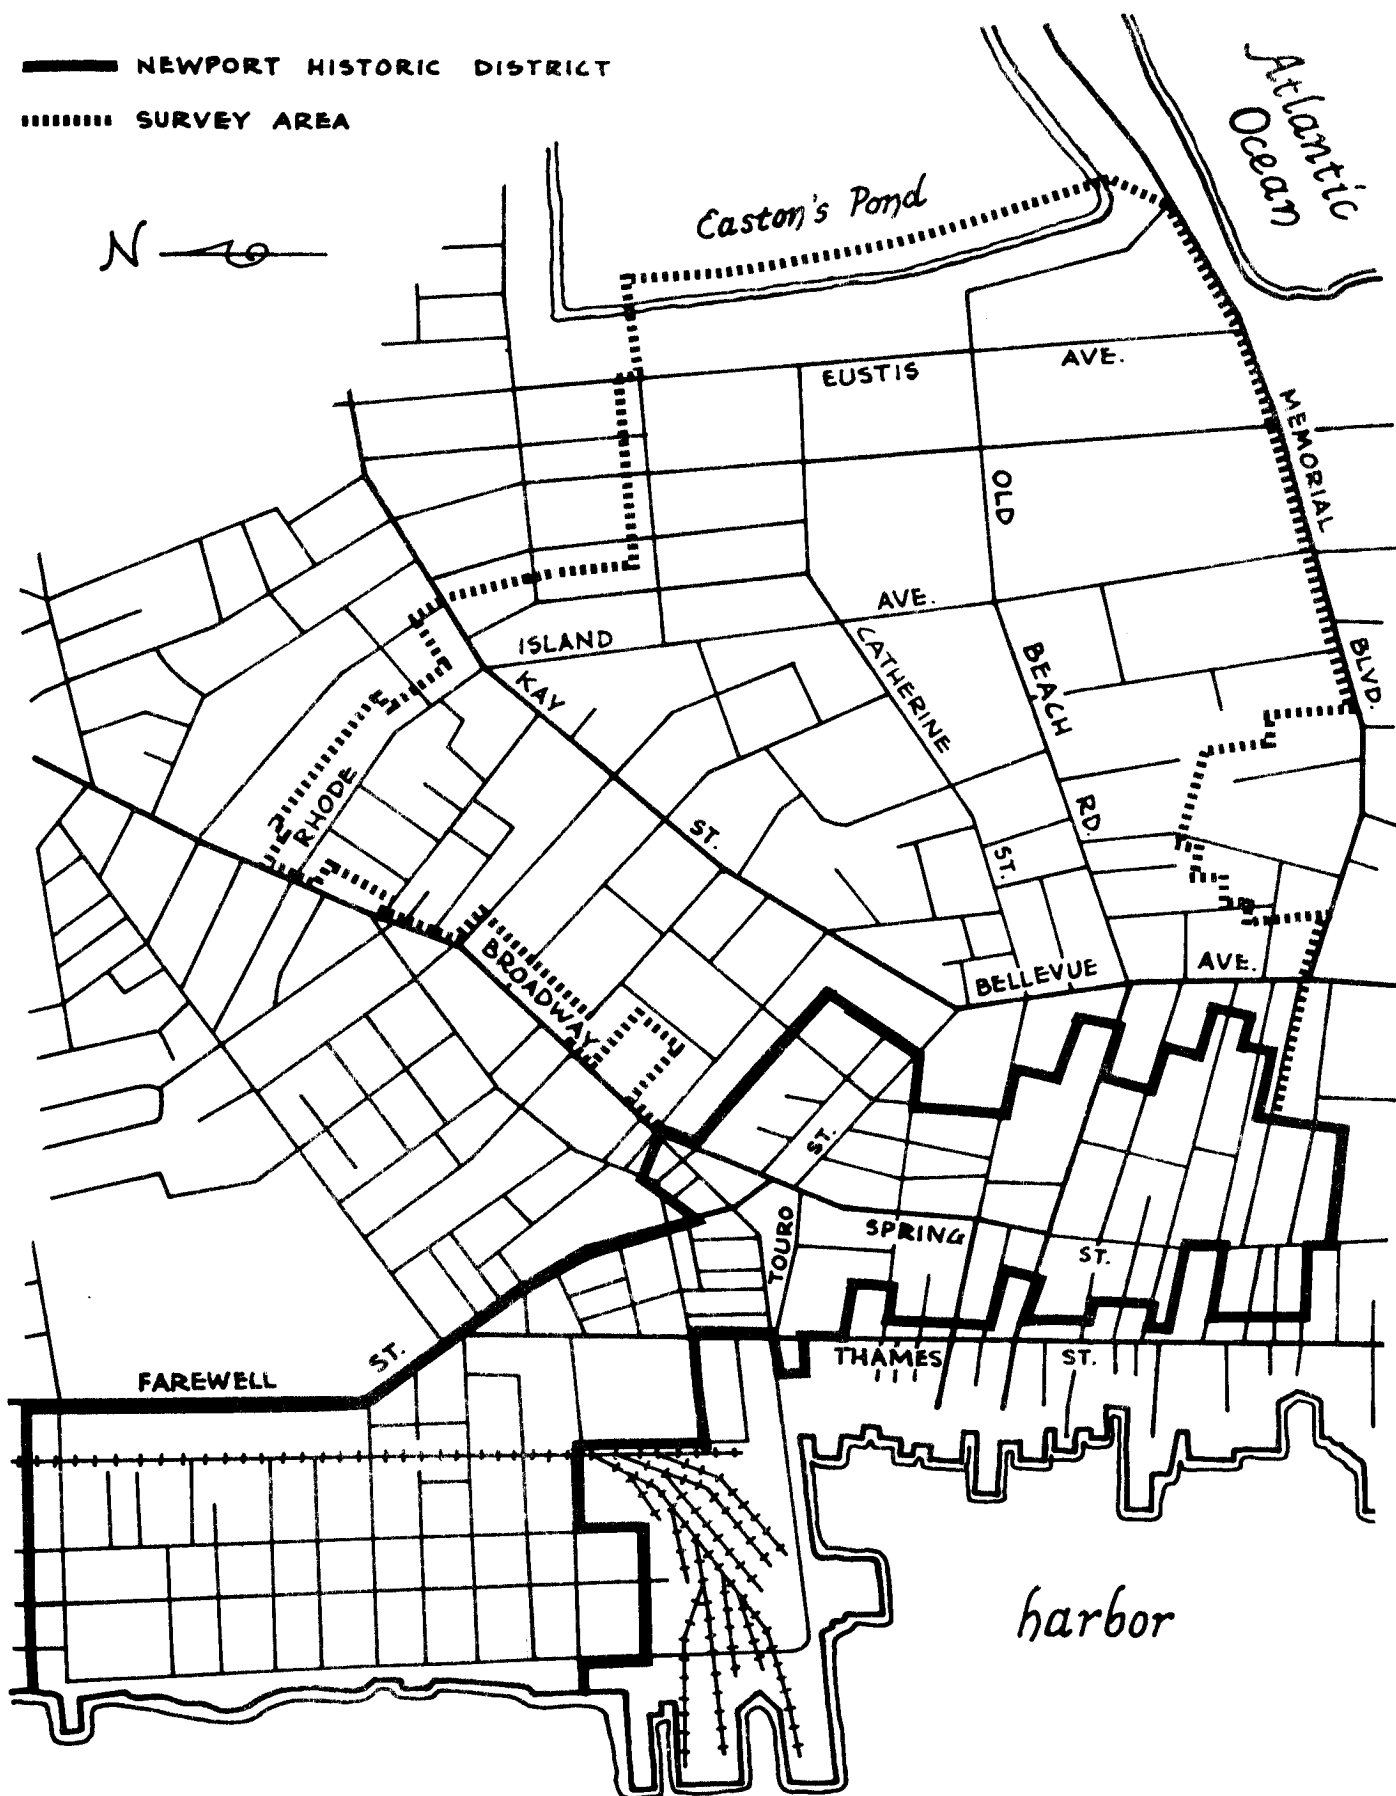 NEWPORT HISTORIC DISTRICT
SURVEY AREA
Atlantic
Ocean
N
Easton's Pond
EUSTIS AVE.
MEMORIAL BLVD.
OLD BEACH RD.
ISLAND AVE.
CATHERINE ST.
KAY ST.
RHODE
BROADWAY
BELLEVUE AVE.
ST.
TOURO
SPRING ST.
THAMES ST.
FAREWELL ST.
harbor